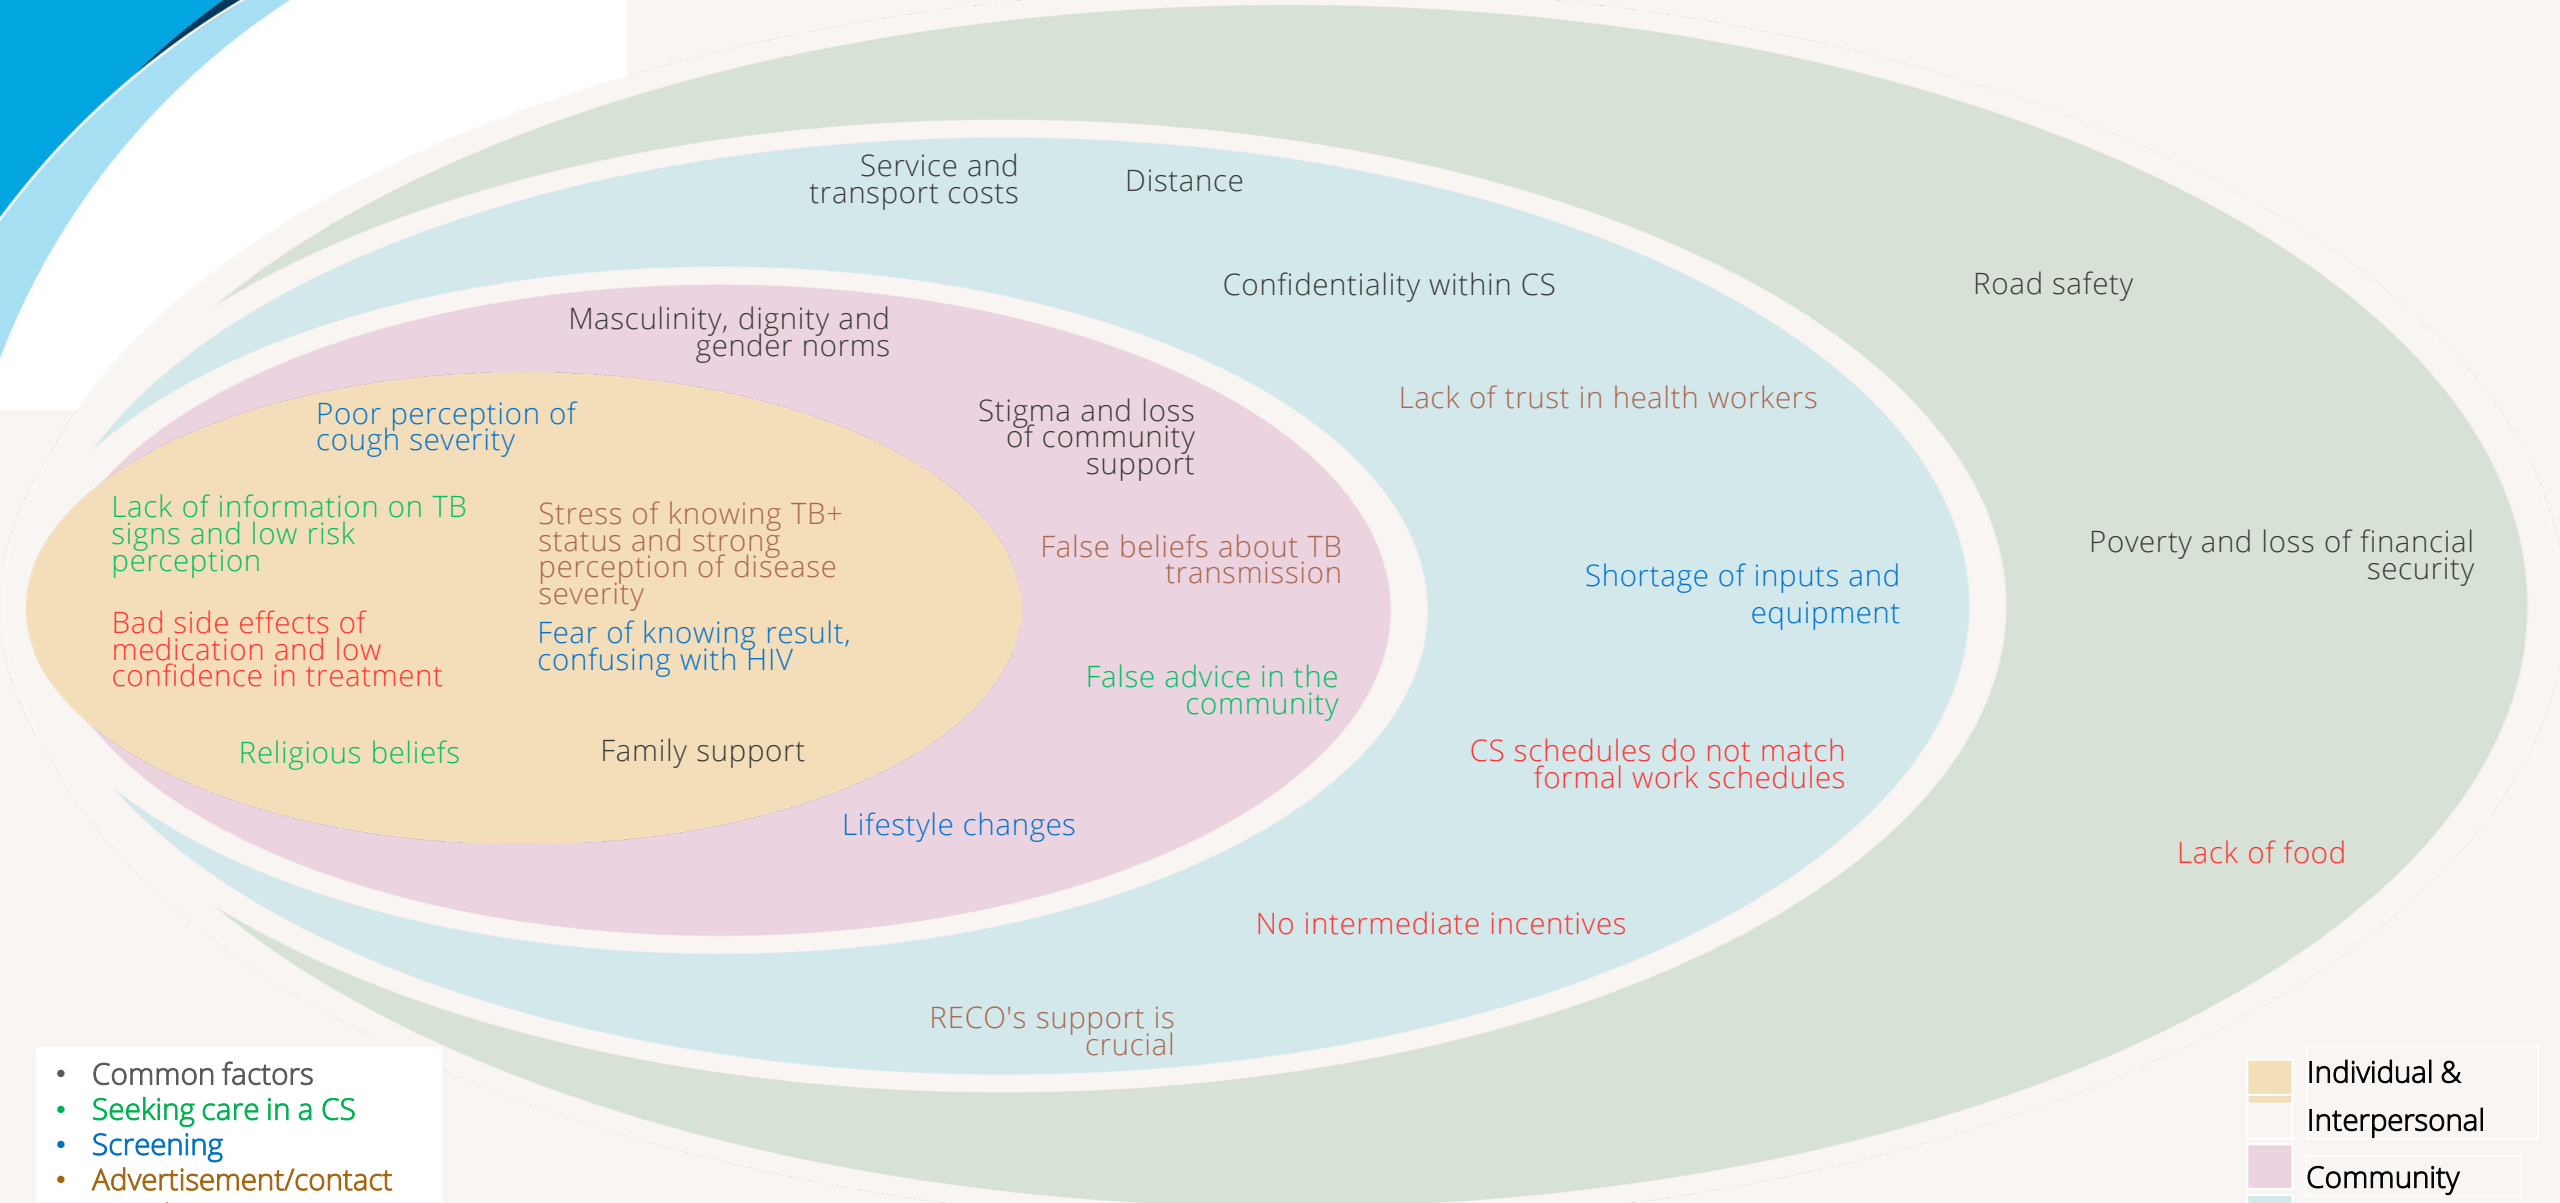 Service and
transport costs
Distance
Confidentiality within CS
Road safety
Masculinity, dignity and
gender norms
Lack of trust in health workers
Poor perception of
cough severity
Stigma and loss
of community
support
Lack of information on TB
signs and low risk
perception
Stress of knowing TB+
status and strong
perception of disease
severity
False beliefs about TB
transmission
Poverty and loss of financial
security
Shortage of inputs and
equipment
Bad side effects of
medication and low
confidence in treatment
Fear of knowing result,
confusing with HIV
False advice in the
community
Religious beliefs
Family support
CS schedules do not match
formal work schedules
Lifestyle changes
Lack of food
No intermediate incentives
RECO's support is
crucial
• Common factors
• Seeking care in a CS
• Screening
• Advertisement/contact
Individual &
Interpersonal
Community